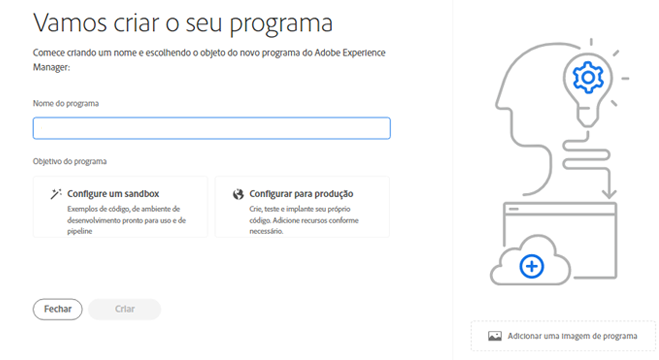 Vamos criar o seu programa
Comece criando um nome e escolhendo o objeto do novo programa do Adobe Experience
Manager:
Nome do programa
Objetivo do programa
Configure um sandbox
Exemplos de código, de ambiente de
desenvolvimento pronto para uso e de
pipeline
Configurar para produção
Crie, teste e implante seu próprio
código. Adicione recursos conforme
necessário.
Fechar
Criar
Adicionar uma imagem de programa